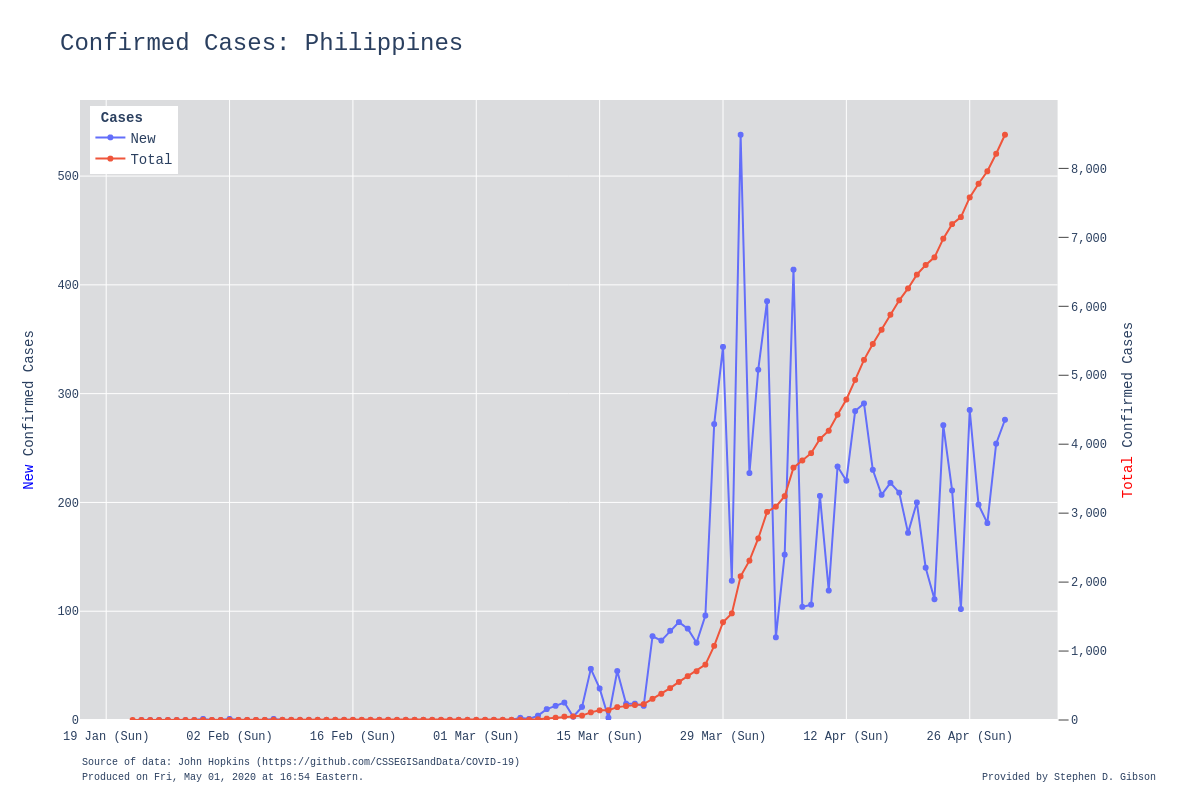 Confirmed Cases: Philippines
Cases
New
Total
500
400
300
200
100
0
New Confirmed Cases
8,000
7,000
6,000
5,000
4,000
3,000
2,000
1,000
0
Total Confirmed Cases
19 Jan (Sun) 02 Feb (Sun) 16 Feb (Sun) 01 Mar (Sun) 15 Mar (Sun) 29 Mar (Sun) 12 Apr (Sun) 26 Apr (Sun)
Source of data: John Hopkins (https://github.com/CSSEGISandData/COVID-19)
Produced on Fri, May 01, 2020 at 16:54 Eastern.
Provided by Stephen D. Gibson